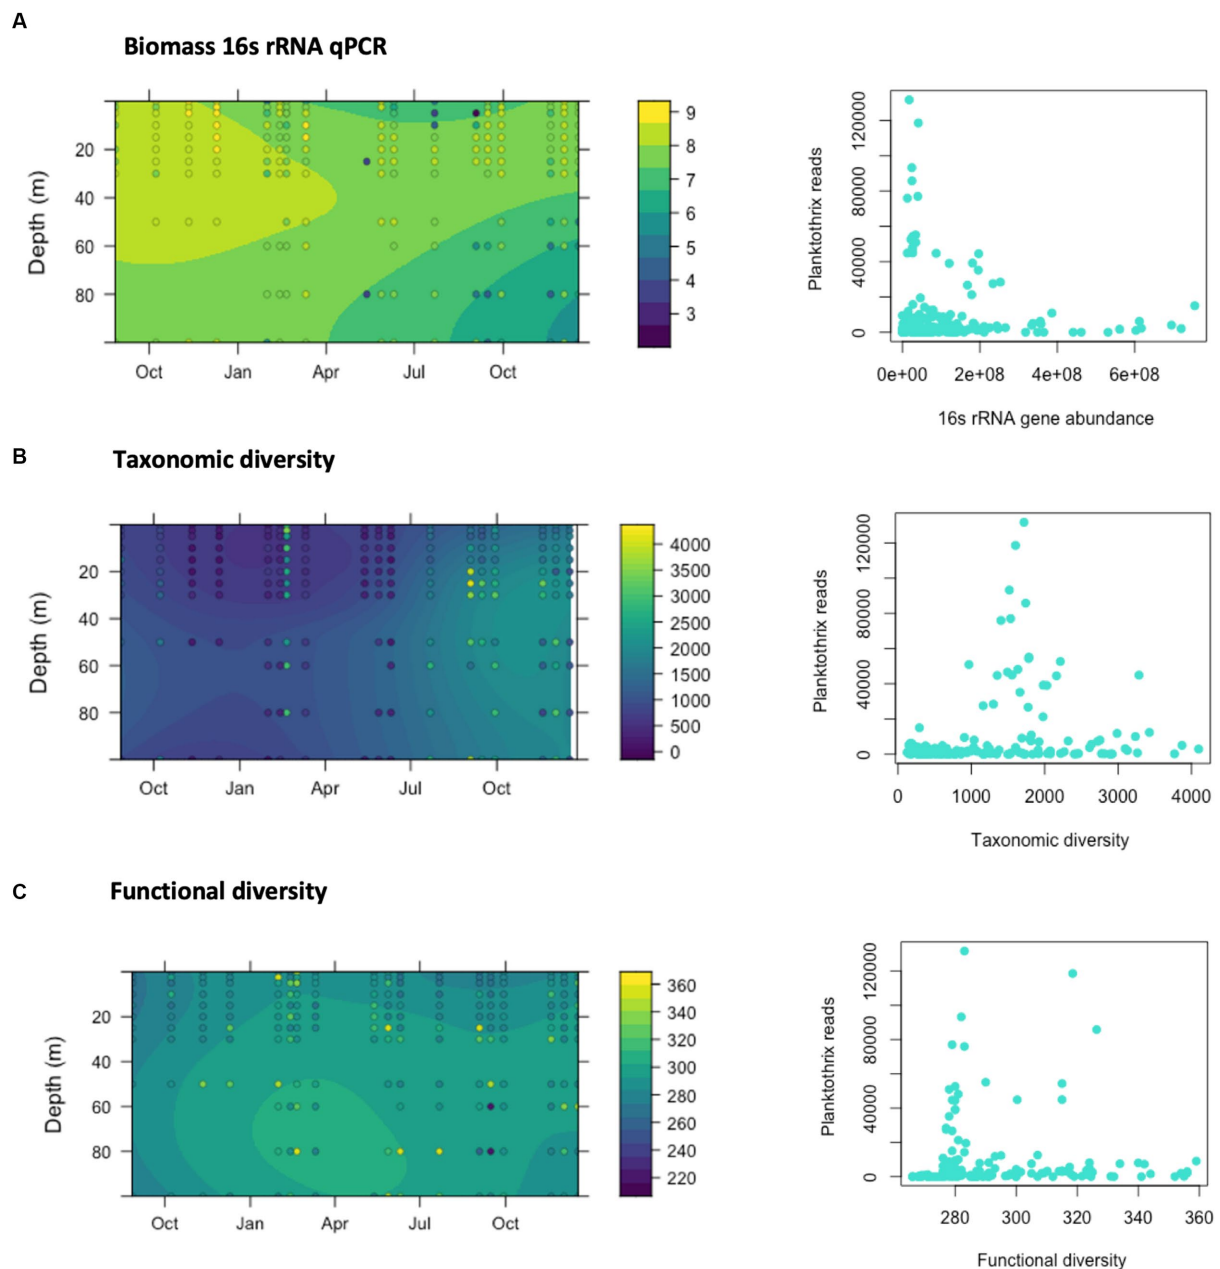 A
Biomass 16s rRNA qPCR
Depth (m)
20
40
60
80
Oct
Jan
Apr
Jul
Oct
9
8
7
6
5
4
3
Planktothrix reads
120000
80000
40000
0
0e+00
2e+08
4e+08
6e+08
16s rRNA gene abundance
B
Taxonomic diversity
Depth (m)
20
40
60
80
Oct
Jan
Apr
Jul
Oct
4000
3500
3000
2500
2000
1500
1000
500
0
Planktothrix reads
120000
80000
40000
0
0
1000
2000
3000
4000
Taxonomic diversity
C
Functional diversity
Depth (m)
20
40
60
80
Oct
Jan
Apr
Jul
Oct
360
340
320
300
280
260
240
220
Planktothrix reads
120000
80000
40000
0
280
300
320
340
360
Functional diversity